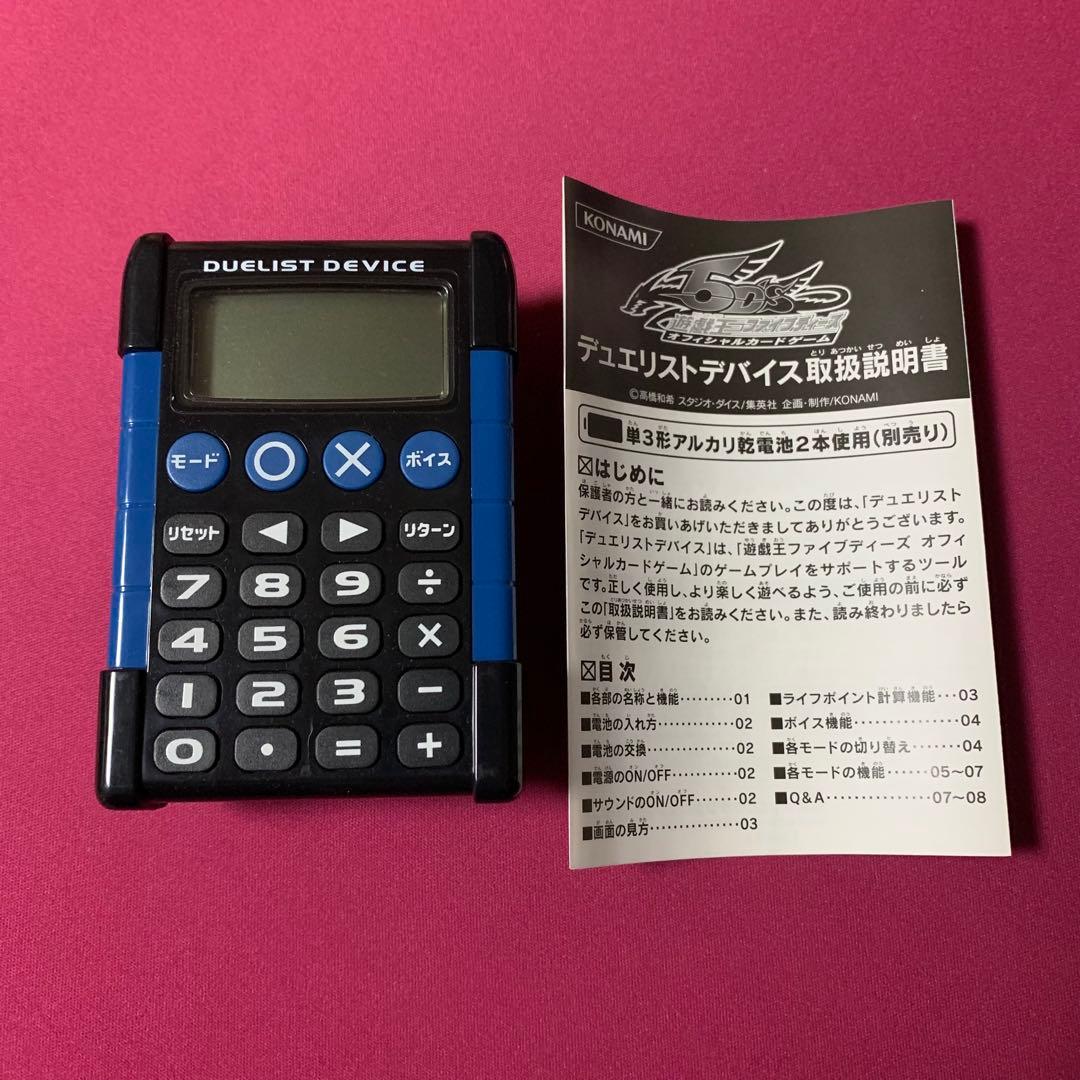 DUELIST DEVICE
モード ○ × ボイス
リセット ◀ ▶ リターン
7 8 9 ÷
4 5 6 ×
1 2 3 −
0 · = +
KONAMI
5D's
遊戯王ファイブディーズ
オフィシャルカードゲーム
デュエリストデバイス取扱説明書
©高橋和希 スタジオ・ダイス/集英社 企画・制作/KONAMI
単3形アルカリ乾電池2本使用(別売り)
はじめに
保護者の方と一緒にお読みください。この度は、「デュエリスト
デバイス」をお買いあげいただきましてありがとうございます。
「デュエリストデバイス」は、「遊戯王ファイブディーズ オフィ
シャルカードゲーム」のゲームプレイをサポートするツール
です。正しく使用し、より楽しく遊べるよう、ご使用の前に必ず
この「取扱説明書」をお読みください。また、読み終わりましたら
必ず保管してください。
目次
■各部の名称と機能‥‥‥01
■電池の入れ方‥‥‥‥‥02
■電池の交換‥‥‥‥‥‥02
■電源のON/OFF‥‥‥‥02
■サウンドのON/OFF‥‥‥02
■画面の見方‥‥‥‥‥‥03
■ライフポイント計算機能‥‥03
■ボイス機能‥‥‥‥‥‥04
■各モードの切り替え‥‥‥04
■各モードの機能‥‥‥05～07
■Q&A‥‥‥‥‥‥‥07～08